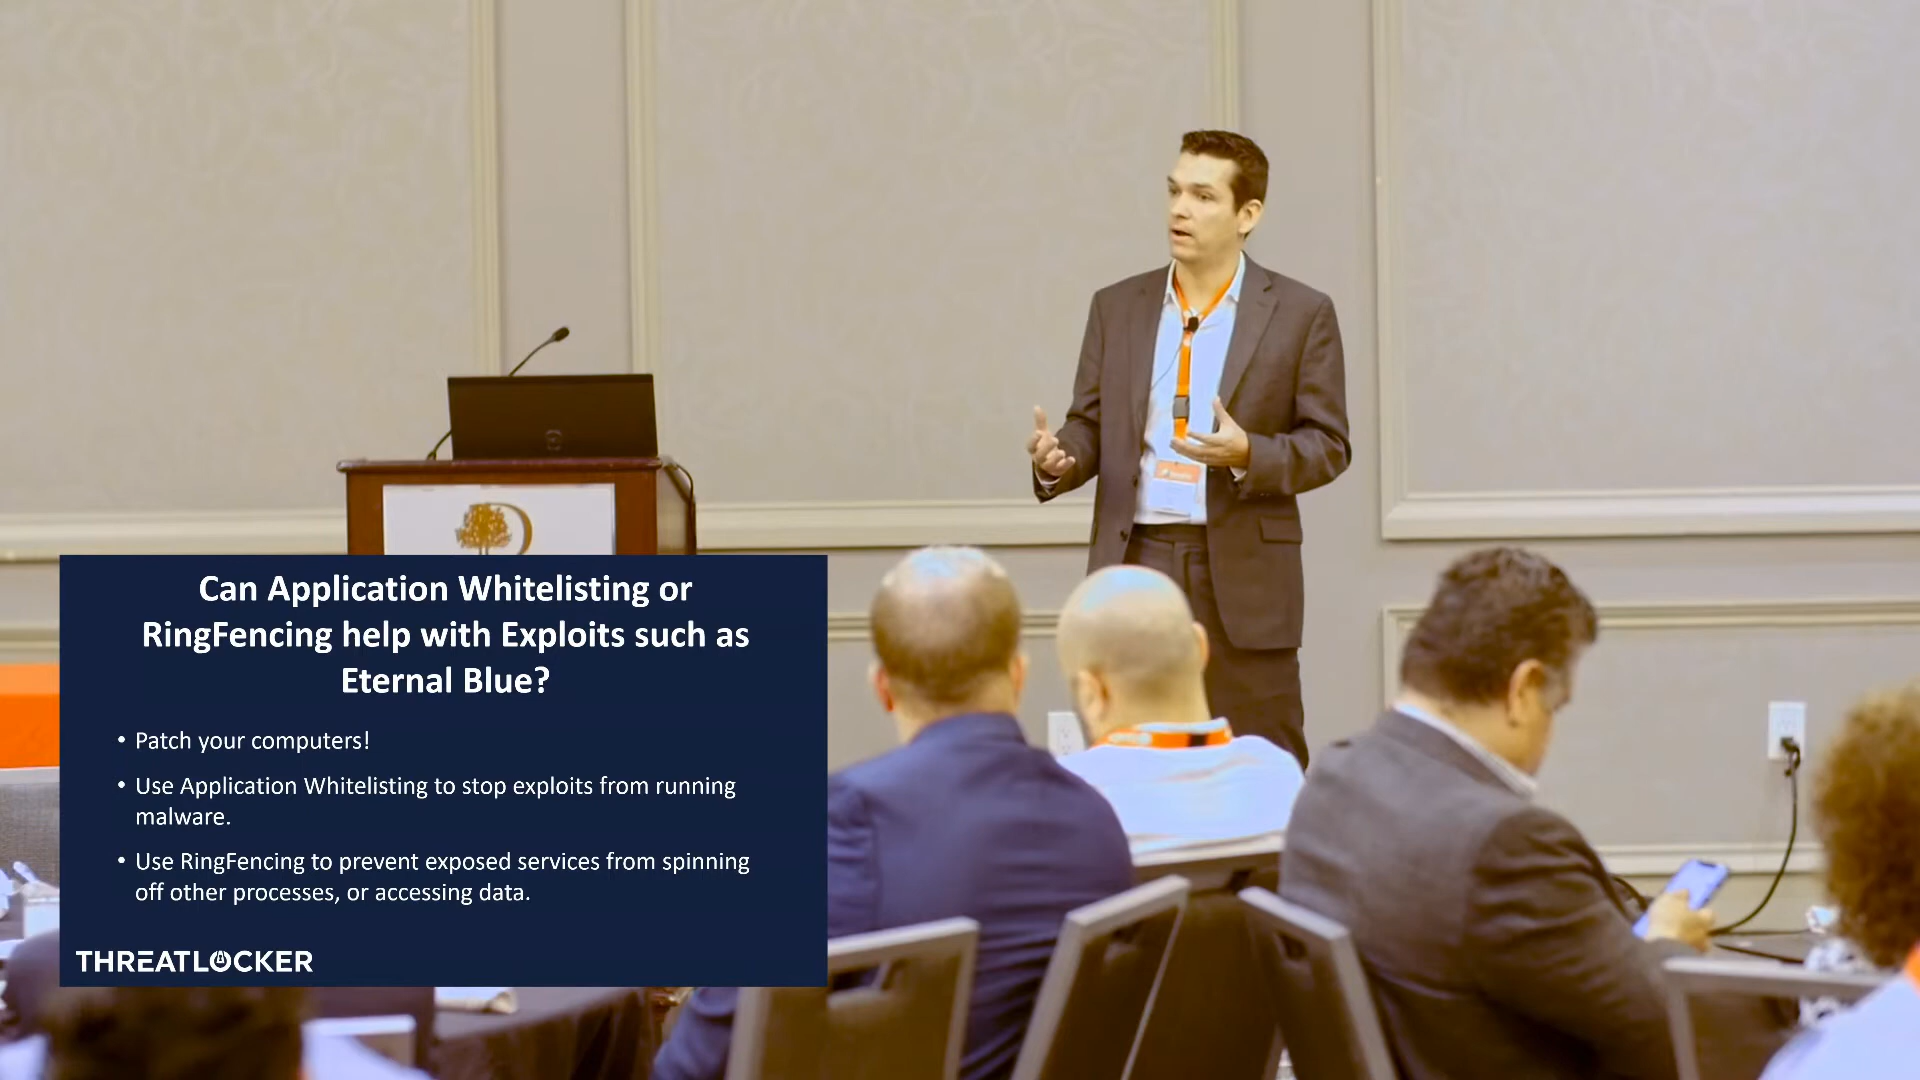 Can Application Whitelisting or
RingFencing help with Exploits such as
Eternal Blue?
• Patch your computers!
• Use Application Whitelisting to stop exploits from running
malware.
• Use RingFencing to prevent exposed services from spinning
off other processes, or accessing data.
THREATLOCKER